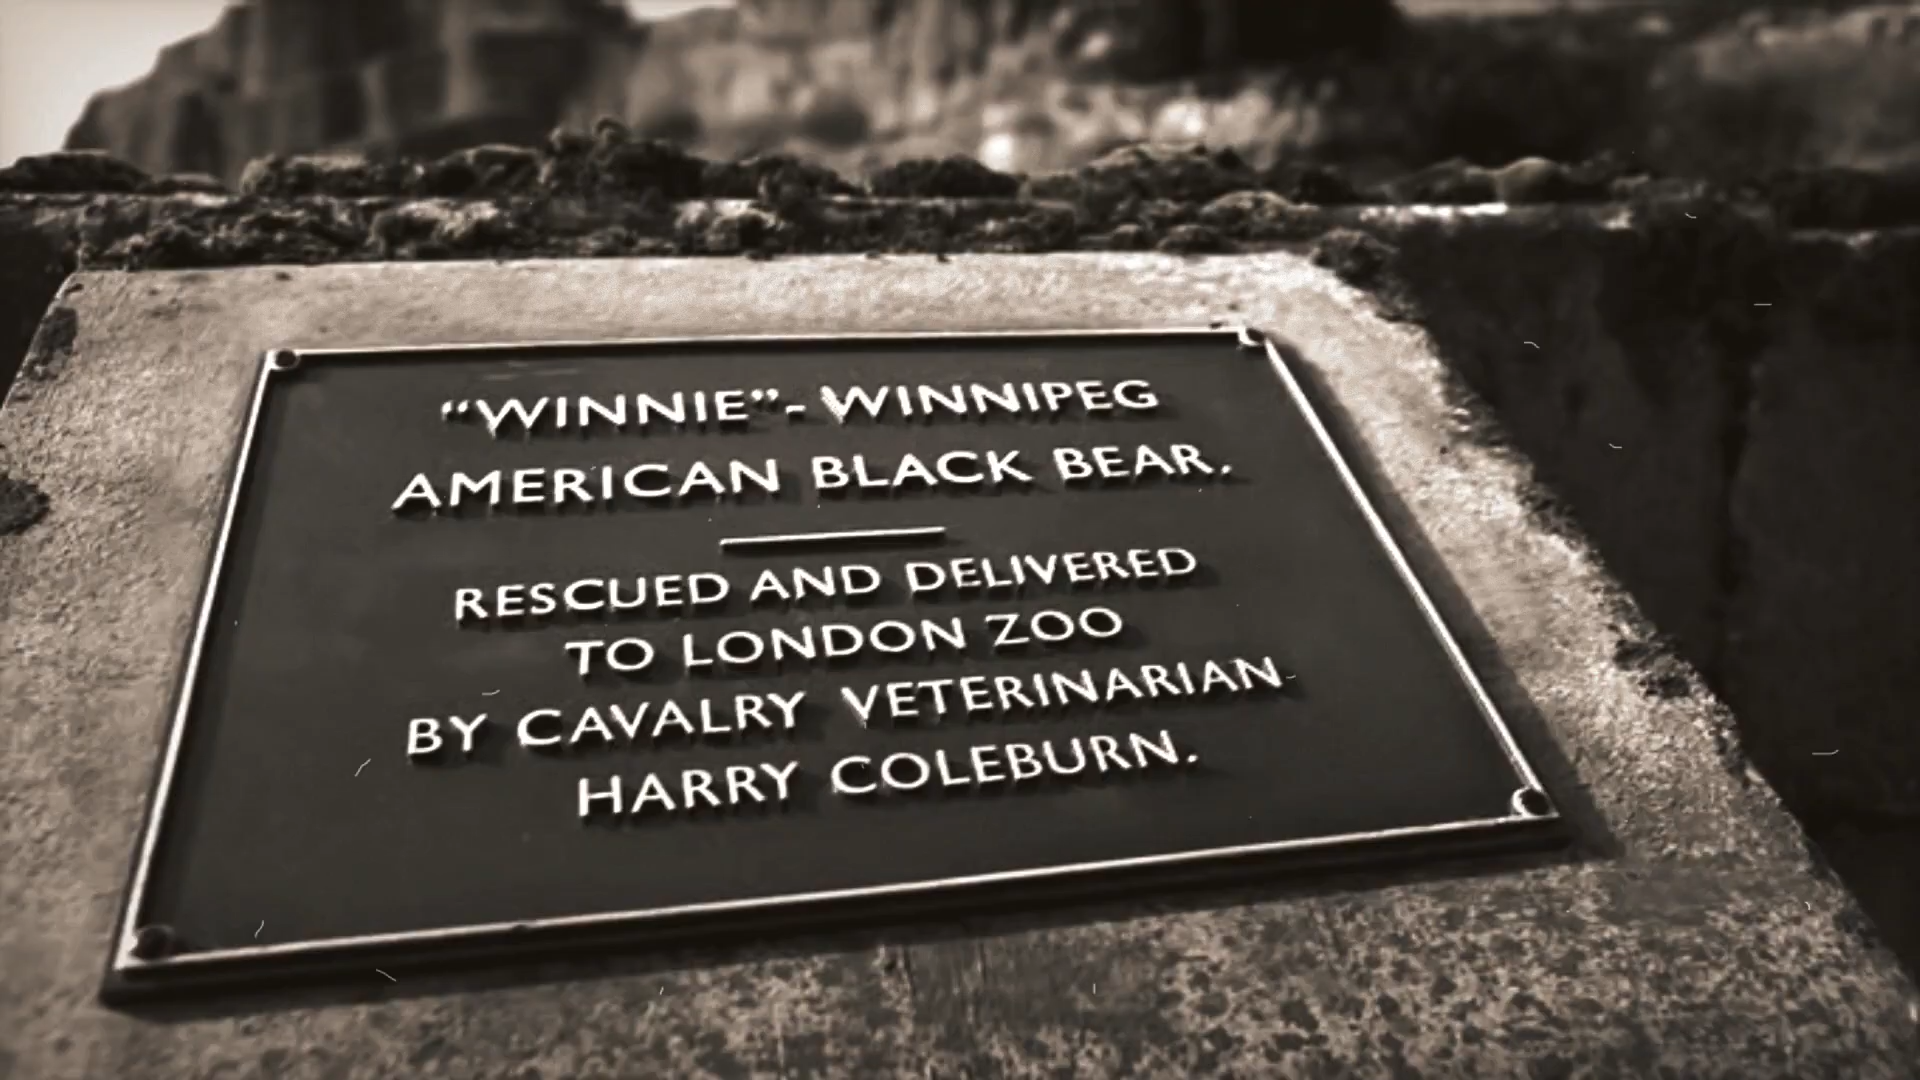 “WINNIE”- WINNIPEG
AMERICAN BLACK BEAR.
RESCUED AND DELIVERED
TO LONDON ZOO
BY CAVALRY VETERINARIAN
HARRY COLEBURN.